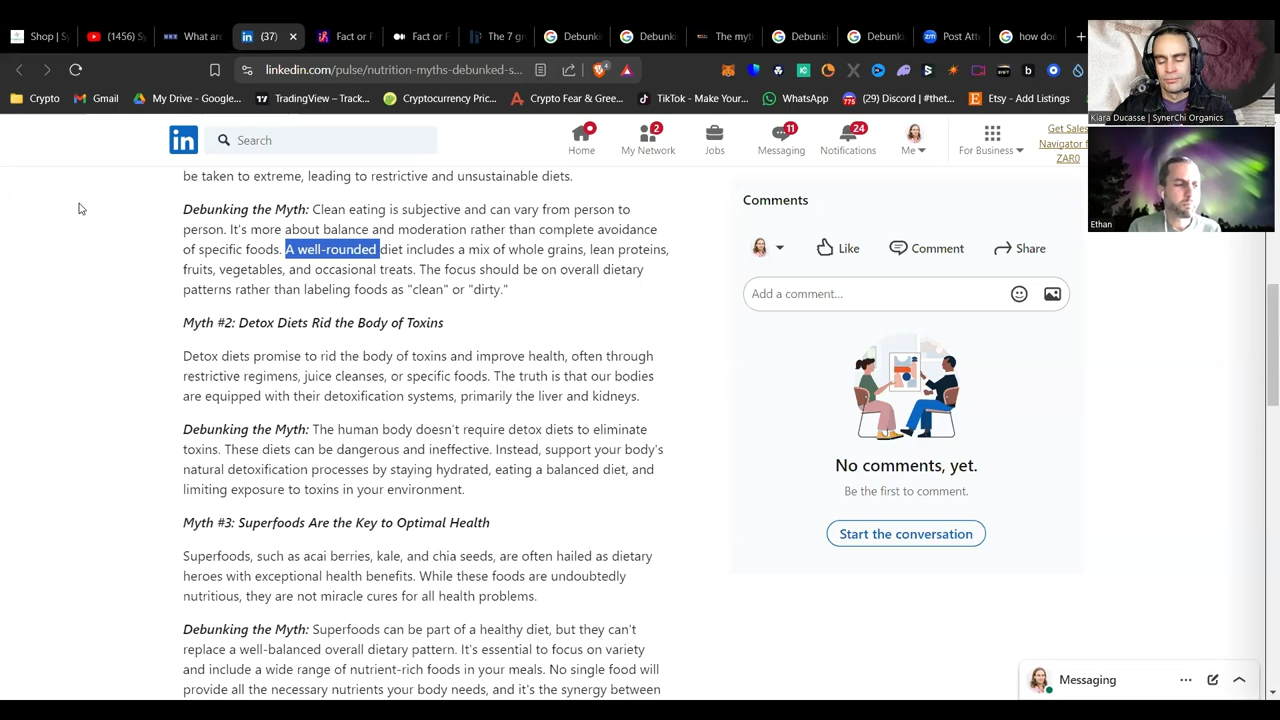 Shop | Sy
(1456) Sy
What are
(37)
Fact or F
Fact or F
The 7 gr
Debunki
Debunki
The myt
Debunki
Debunki
Post Atte
how does
linkedin.com/pulse/nutrition-myths-debunked-s...
Crypto
Gmail
My Drive - Google...
TradingView – Track...
Cryptocurrency Pric...
Crypto Fear & Gree...
TikTok - Make Your...
WhatsApp
(29) Discord | #thet...
Etsy - Add Listings
Kiara Ducasse | SynerChi Organics
Ethan
Search
Home
2
My Network
Jobs
11
Messaging
24
Notifications
Me
For Business
Get Sales
Navigator f
ZAR0
be taken to extreme, leading to restrictive and unsustainable diets.
Debunking the Myth: Clean eating is subjective and can vary from person to
person. It's more about balance and moderation rather than complete avoidance
of specific foods. A well-rounded diet includes a mix of whole grains, lean proteins,
fruits, vegetables, and occasional treats. The focus should be on overall dietary
patterns rather than labeling foods as "clean" or "dirty."
Myth #2: Detox Diets Rid the Body of Toxins
Detox diets promise to rid the body of toxins and improve health, often through
restrictive regimens, juice cleanses, or specific foods. The truth is that our bodies
are equipped with their detoxification systems, primarily the liver and kidneys.
Debunking the Myth: The human body doesn't require detox diets to eliminate
toxins. These diets can be dangerous and ineffective. Instead, support your body's
natural detoxification processes by staying hydrated, eating a balanced diet, and
limiting exposure to toxins in your environment.
Myth #3: Superfoods Are the Key to Optimal Health
Superfoods, such as acai berries, kale, and chia seeds, are often hailed as dietary
heroes with exceptional health benefits. While these foods are undoubtedly
nutritious, they are not miracle cures for all health problems.
Debunking the Myth: Superfoods can be part of a healthy diet, but they can't
replace a well-balanced overall dietary pattern. It's essential to focus on variety
and include a wide range of nutrient-rich foods in your meals. No single food will
provide all the necessary nutrients your body needs, and it's the synergy between
Comments
Like
Comment
Share
Add a comment...
No comments, yet.
Be the first to comment.
Start the conversation
Messaging